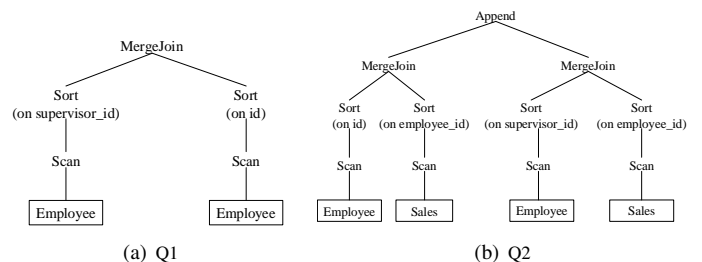 MergeJoin
Sort
(on supervisor_id)
Sort
(on id)
Scan
Scan
Employee
Employee
(a) Q1
Append
MergeJoin
MergeJoin
Sort
(on id)
Sort
(on employee_id)
Sort
(on supervisor_id)
Sort
(on employee_id)
Scan
Scan
Scan
Scan
Employee
Sales
Employee
Sales
(b) Q2